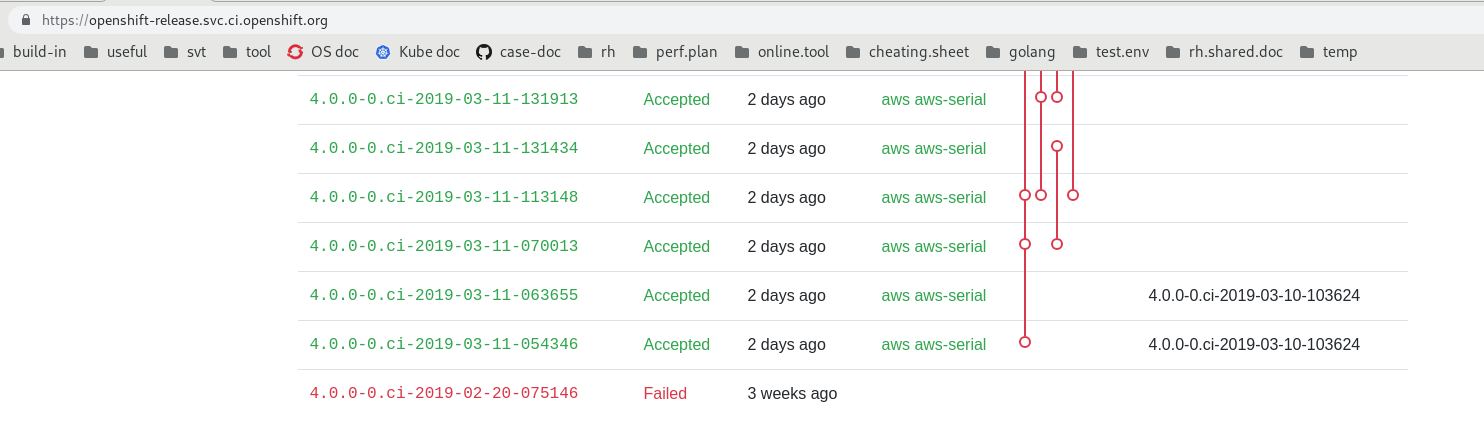 https://openshift-release.svc.ci.openshift.org
build-in useful svt tool OS doc Kube doc case-doc rh perf.plan online.tool cheating.sheet golang test.env rh.shared.doc temp
4.0.0-0.ci-2019-03-11-131913 Accepted 2 days ago aws aws-serial
4.0.0-0.ci-2019-03-11-131434 Accepted 2 days ago aws aws-serial
4.0.0-0.ci-2019-03-11-113148 Accepted 2 days ago aws aws-serial
4.0.0-0.ci-2019-03-11-070013 Accepted 2 days ago aws aws-serial
4.0.0-0.ci-2019-03-11-063655 Accepted 2 days ago aws aws-serial 4.0.0-0.ci-2019-03-10-103624
4.0.0-0.ci-2019-03-11-054346 Accepted 2 days ago aws aws-serial 4.0.0-0.ci-2019-03-10-103624
4.0.0-0.ci-2019-02-20-075146 Failed 3 weeks ago